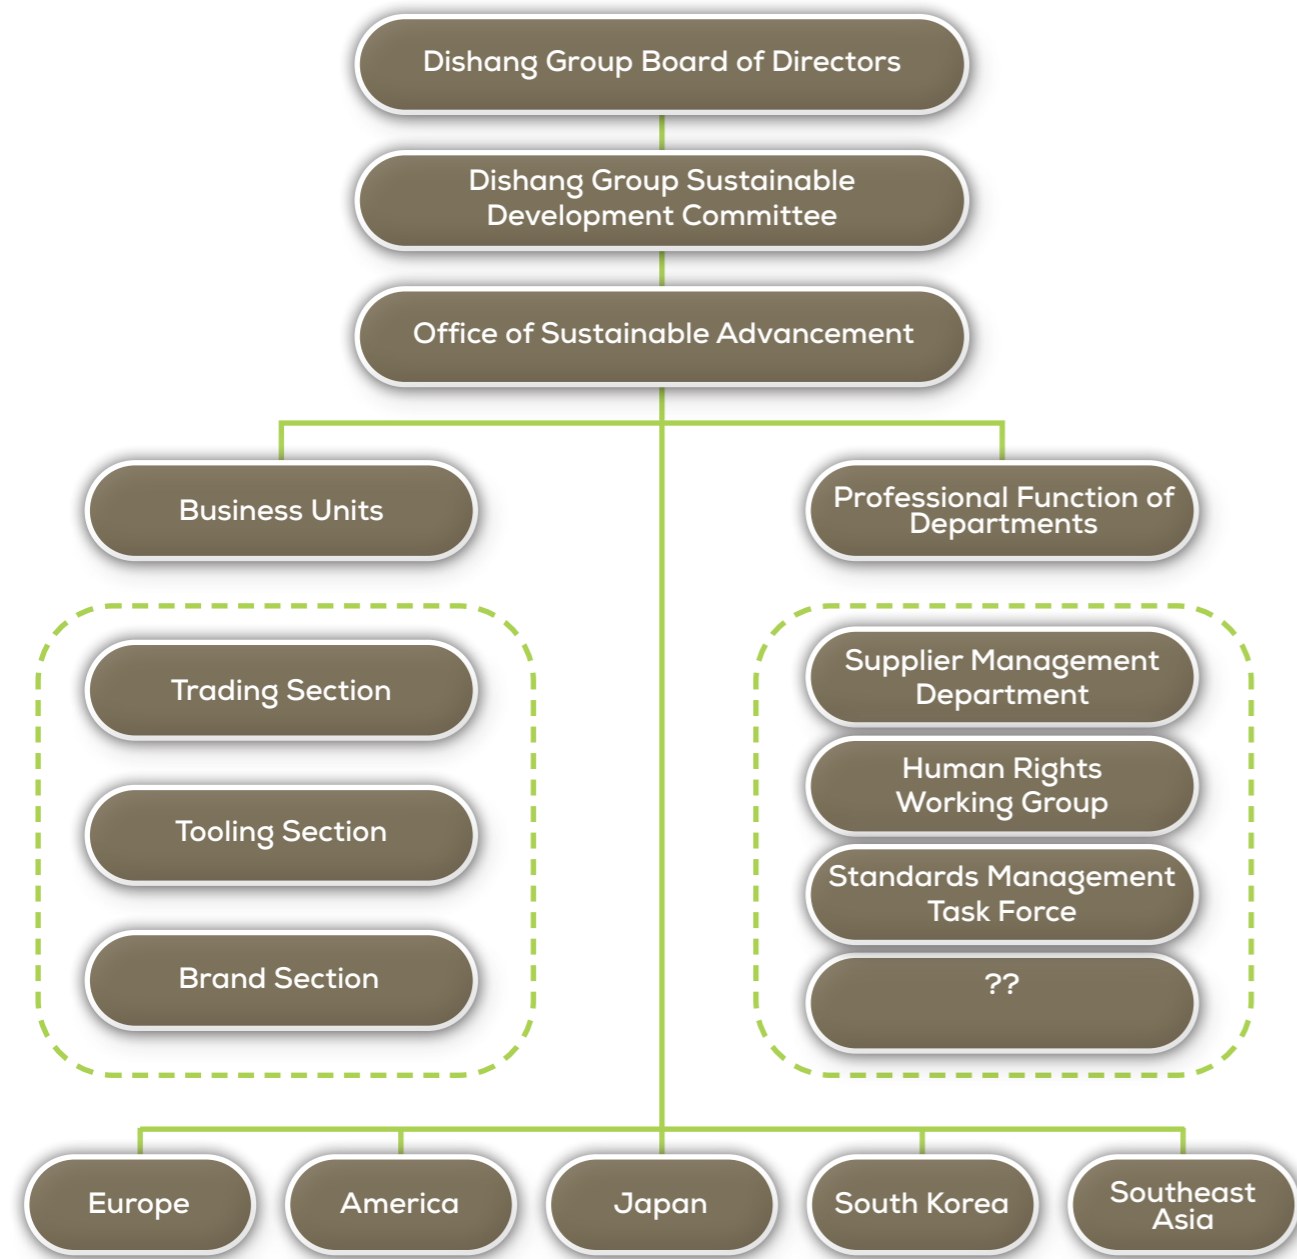 Dishang Group Board of Directors
Dishang Group Sustainable
Development Committee
Office of Sustainable Advancement
Business Units
Professional Function of
Departments
Trading Section
Tooling Section
Brand Section
Supplier Management
Department
Human Rights
Working Group
Standards Management
Task Force
??
Europe
America
Japan
South Korea
Southeast
Asia